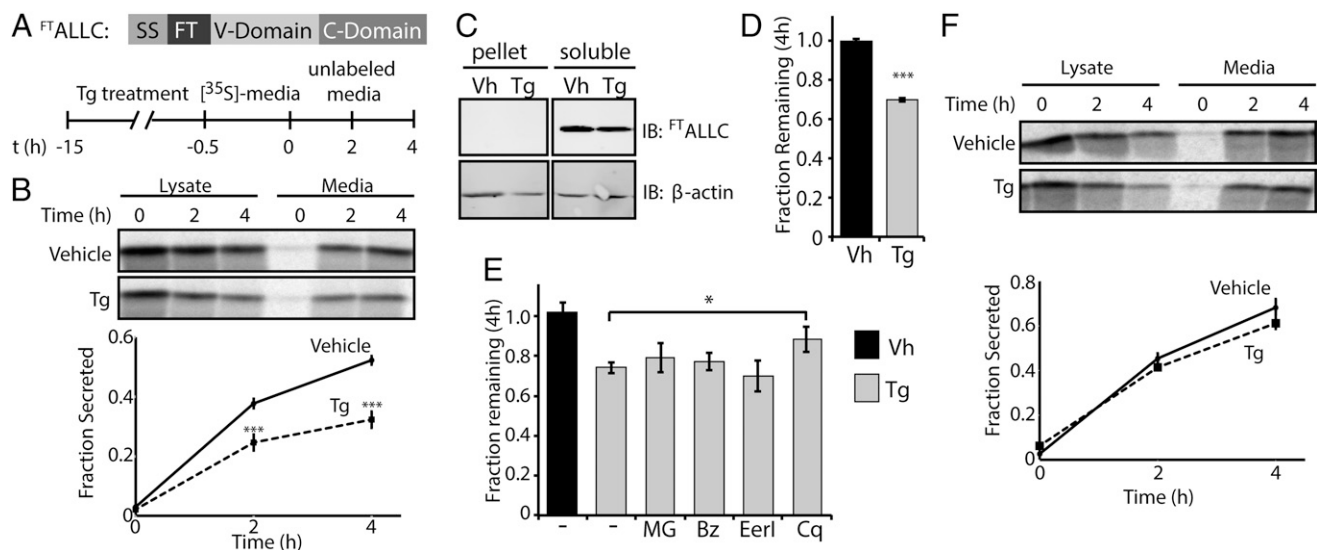 A
FTALLC:
SS FT V-Domain C-Domain
Tg treatment [35S]-media unlabeled media
t (h) -15 -0.5 0 2 4
B
Lysate Media
Time (h) 0 2 4 0 2 4
Vehicle
Tg
Fraction Secreted
0.6
0.4
0.2
0
Vehicle
Tg
***
***
0 2 4
Time (h)
C
pellet soluble
Vh Tg Vh Tg
IB: FTALLC
IB: β-actin
D
Fraction Remaining (4h)
1.0
0.8
0.6
0.4
0.2
0
***
Vh Tg
E
Fraction remaining (4h)
1.0
0.8
0.6
0.4
0.2
0
*
- - MG Bz Eerl Cq
Vh
Tg
F
Lysate Media
Time (h) 0 2 4 0 2 4
Vehicle
Tg
Fraction Secreted
0.8
0.6
0.4
0.2
0
Vehicle
Tg
0 2 4
Time (h)